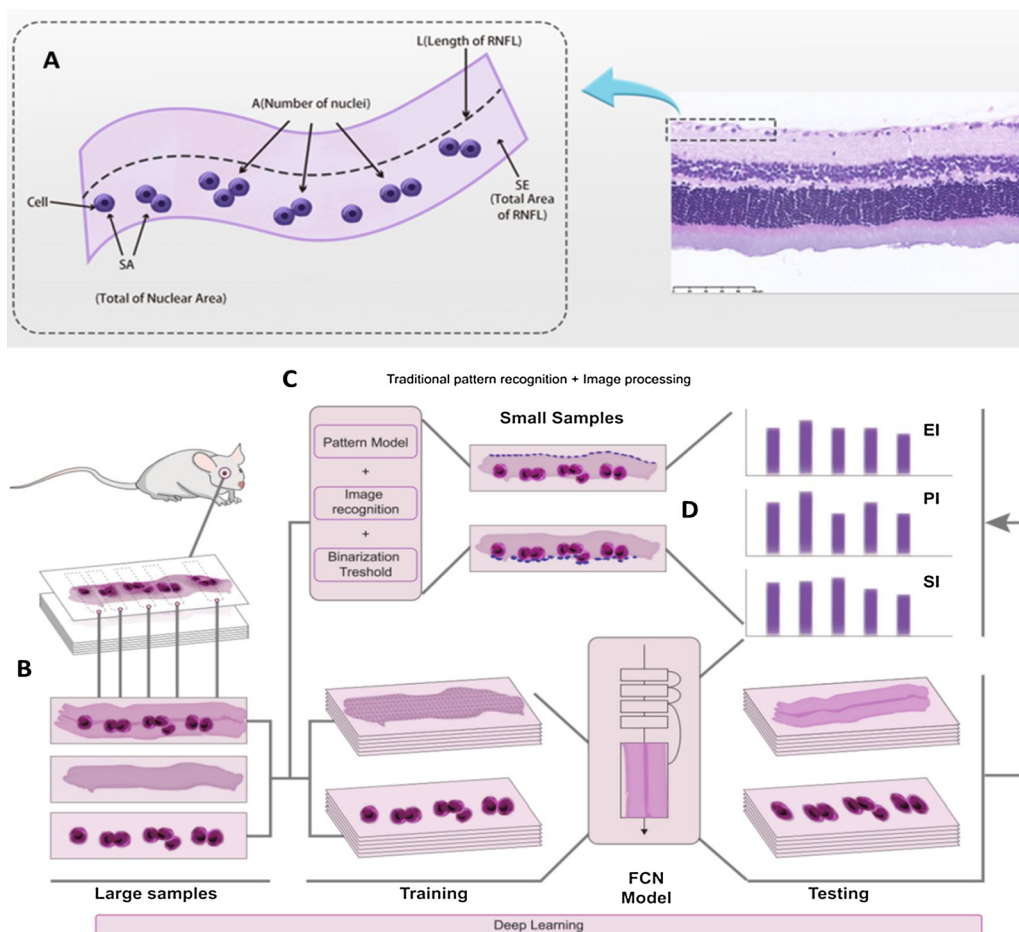 A
L(Length of RNFL)
A(Number of nuclei)
Cell
SA
SE
(Total Area
of RNFL)
(Total of Nuclear Area)
C
Traditional pattern recognition + Image processing
Pattern Model
+
Image
recognition
+
Binarization
Treshold
Small Samples
D
EI
PI
SI
B
Large samples
Training
FCN
Model
Testing
Deep Learning